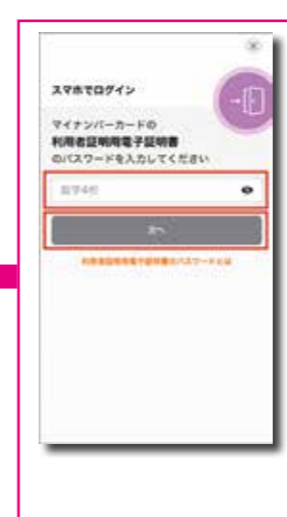 スマホでログイン
マイナンバーカードの
利用者証明用電子証明書
のパスワードを入力してください
数字4桁
次へ
利用者証明用電子証明書のパスワードとは